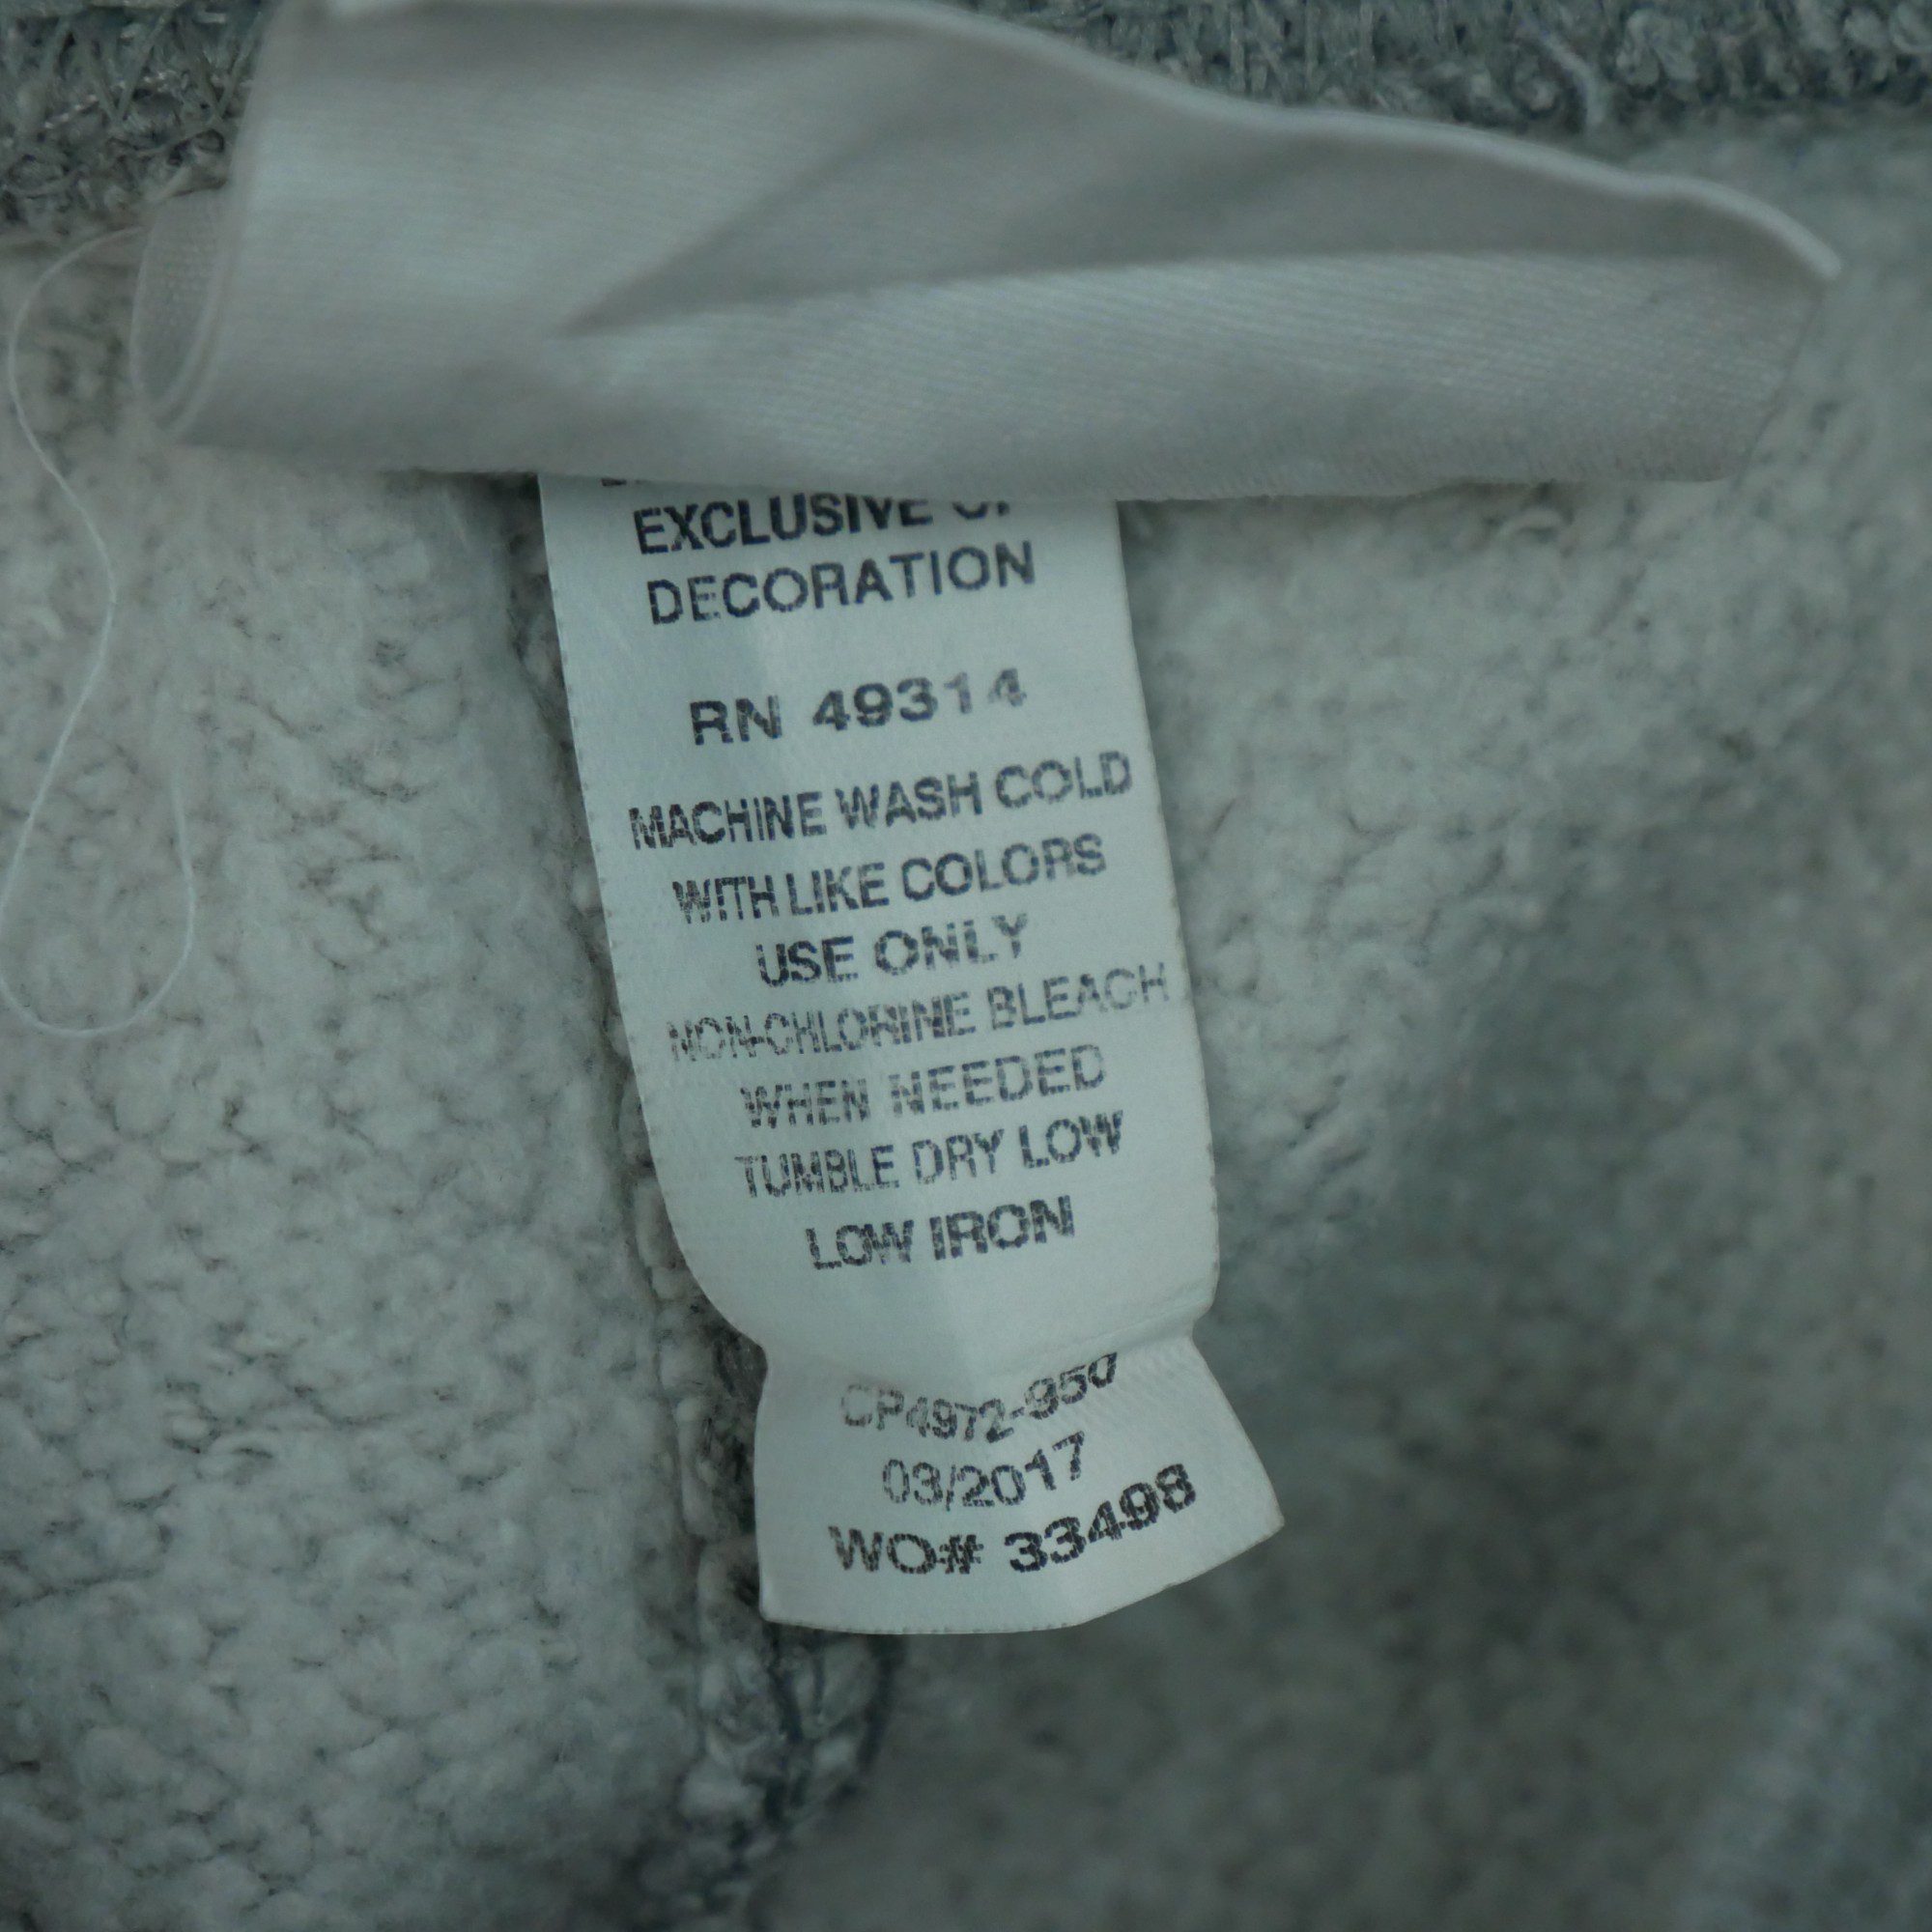 EXCLUSIVE OF
DECORATION
RN 49314
MACHINE WASH COLD
WITH LIKE COLORS
USE ONLY
NON-CHLORINE BLEACH
WHEN NEEDED
TUMBLE DRY LOW
LOW IRON
CP4972-950
03/2017
WO# 33498